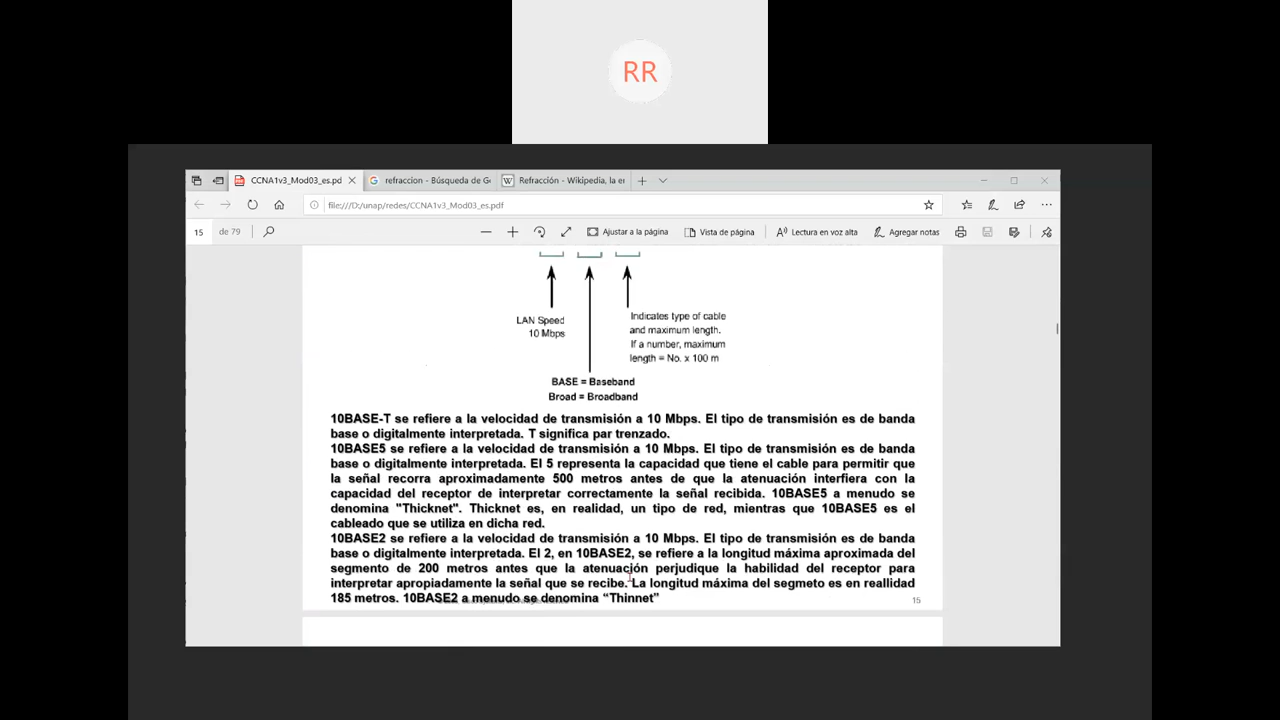 RR
CCNA1v3_Mod03_es.pd
refraccion - Búsqueda de Go
Refracción - Wikipedia, la en
file:///D:/unap/redes/CCNA1v3_Mod03_es.pdf
15 de 79
Ajustar a la página
Vista de página
Lectura en voz alta
Agregar notas
LAN Speed
10 Mbps
Indicates type of cable
and maximum length.
If a number, maximum
length = No. x 100 m
BASE = Baseband
Broad = Broadband
10BASE-T se refiere a la velocidad de transmisión a 10 Mbps. El tipo de transmisión es de banda
base o digitalmente interpretada. T significa par trenzado.
10BASE5 se refiere a la velocidad de transmisión a 10 Mbps. El tipo de transmisión es de banda
base o digitalmente interpretada. El 5 representa la capacidad que tiene el cable para permitir que
la señal recorra aproximadamente 500 metros antes de que la atenuación interfiera con la
capacidad del receptor de interpretar correctamente la señal recibida. 10BASE5 a menudo se
denomina "Thicknet". Thicknet es, en realidad, un tipo de red, mientras que 10BASE5 es el
cableado que se utiliza en dicha red.
10BASE2 se refiere a la velocidad de transmisión a 10 Mbps. El tipo de transmisión es de banda
base o digitalmente interpretada. El 2, en 10BASE2, se refiere a la longitud máxima aproximada del
segmento de 200 metros antes que la atenuación perjudique la habilidad del receptor para
interpretar apropiadamente la señal que se recibe. La longitud máxima del segmeto es en reallidad
185 metros. 10BASE2 a menudo se denomina “Thinnet”
15